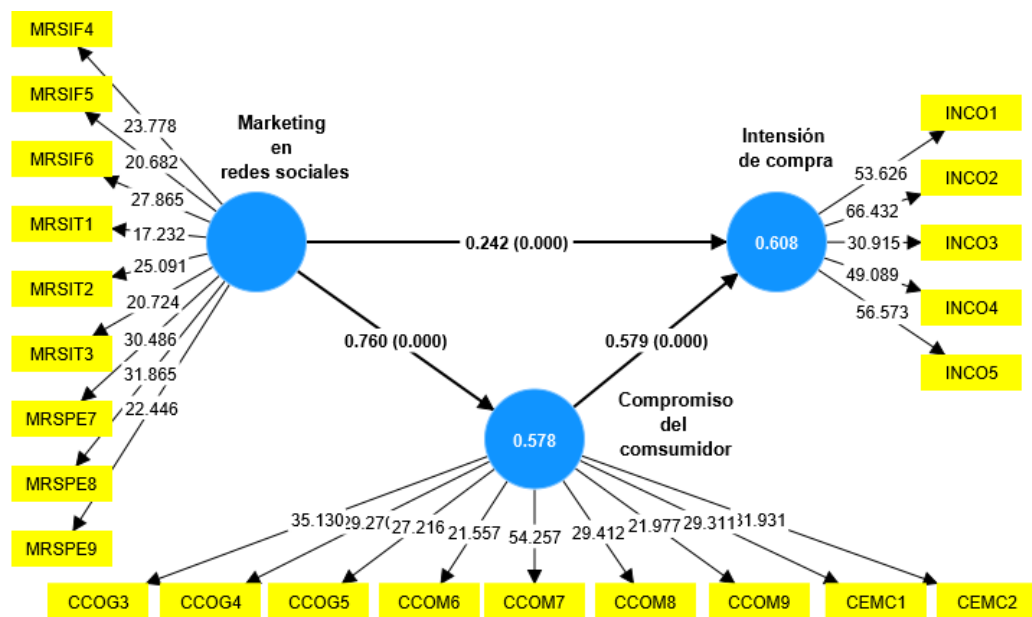 MRSIF4
MRSIF5
MRSIF6
MRSIT1
MRSIT2
MRSIT3
MRSPE7
MRSPE8
MRSPE9
23.778
20.682
27.865
17.232
25.091
20.724
30.486
31.865
22.446
Marketing
en
redes sociales
0.242 (0.000)
0.760 (0.000)
0.579 (0.000)
Intensión
de compra
0.608
53.626
66.432
30.915
49.089
56.573
INCO1
INCO2
INCO3
INCO4
INCO5
Compromiso
del
comsumidor
0.578
35.130
27.216
21.557
54.257
29.412
21.977
29.311
CCOG3
CCOG4
CCOG5
CCOM6
CCOM7
CCOM8
CCOM9
CEMC1
CEMC2